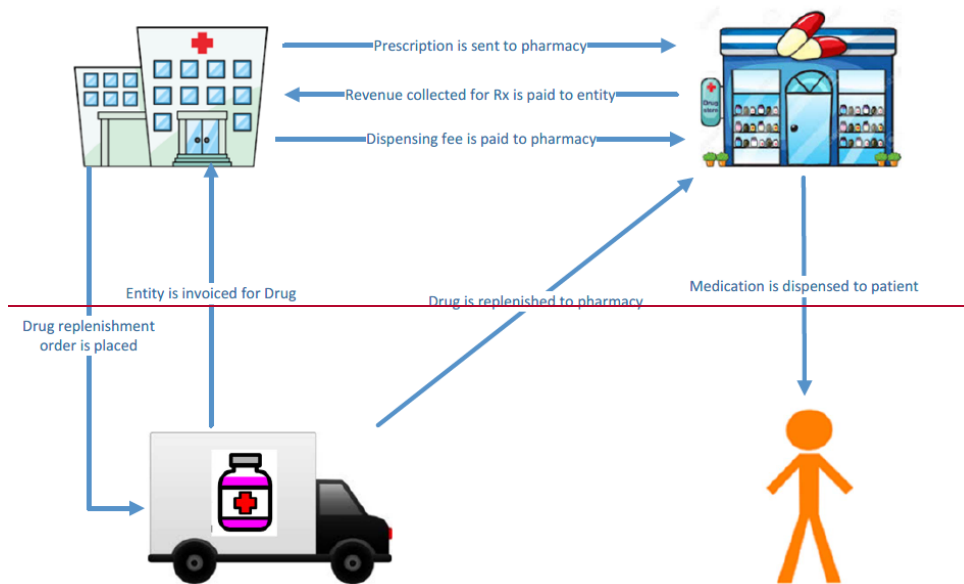 Prescription is sent to pharmacy
Revenue collected for Rx is paid to entity
Drug
store
Dispensing fee is paid to pharmacy
Entity is invoiced for Drug
Drug is replenished to pharmacy
Medication is dispensed to patient
Drug replenishment
order is placed